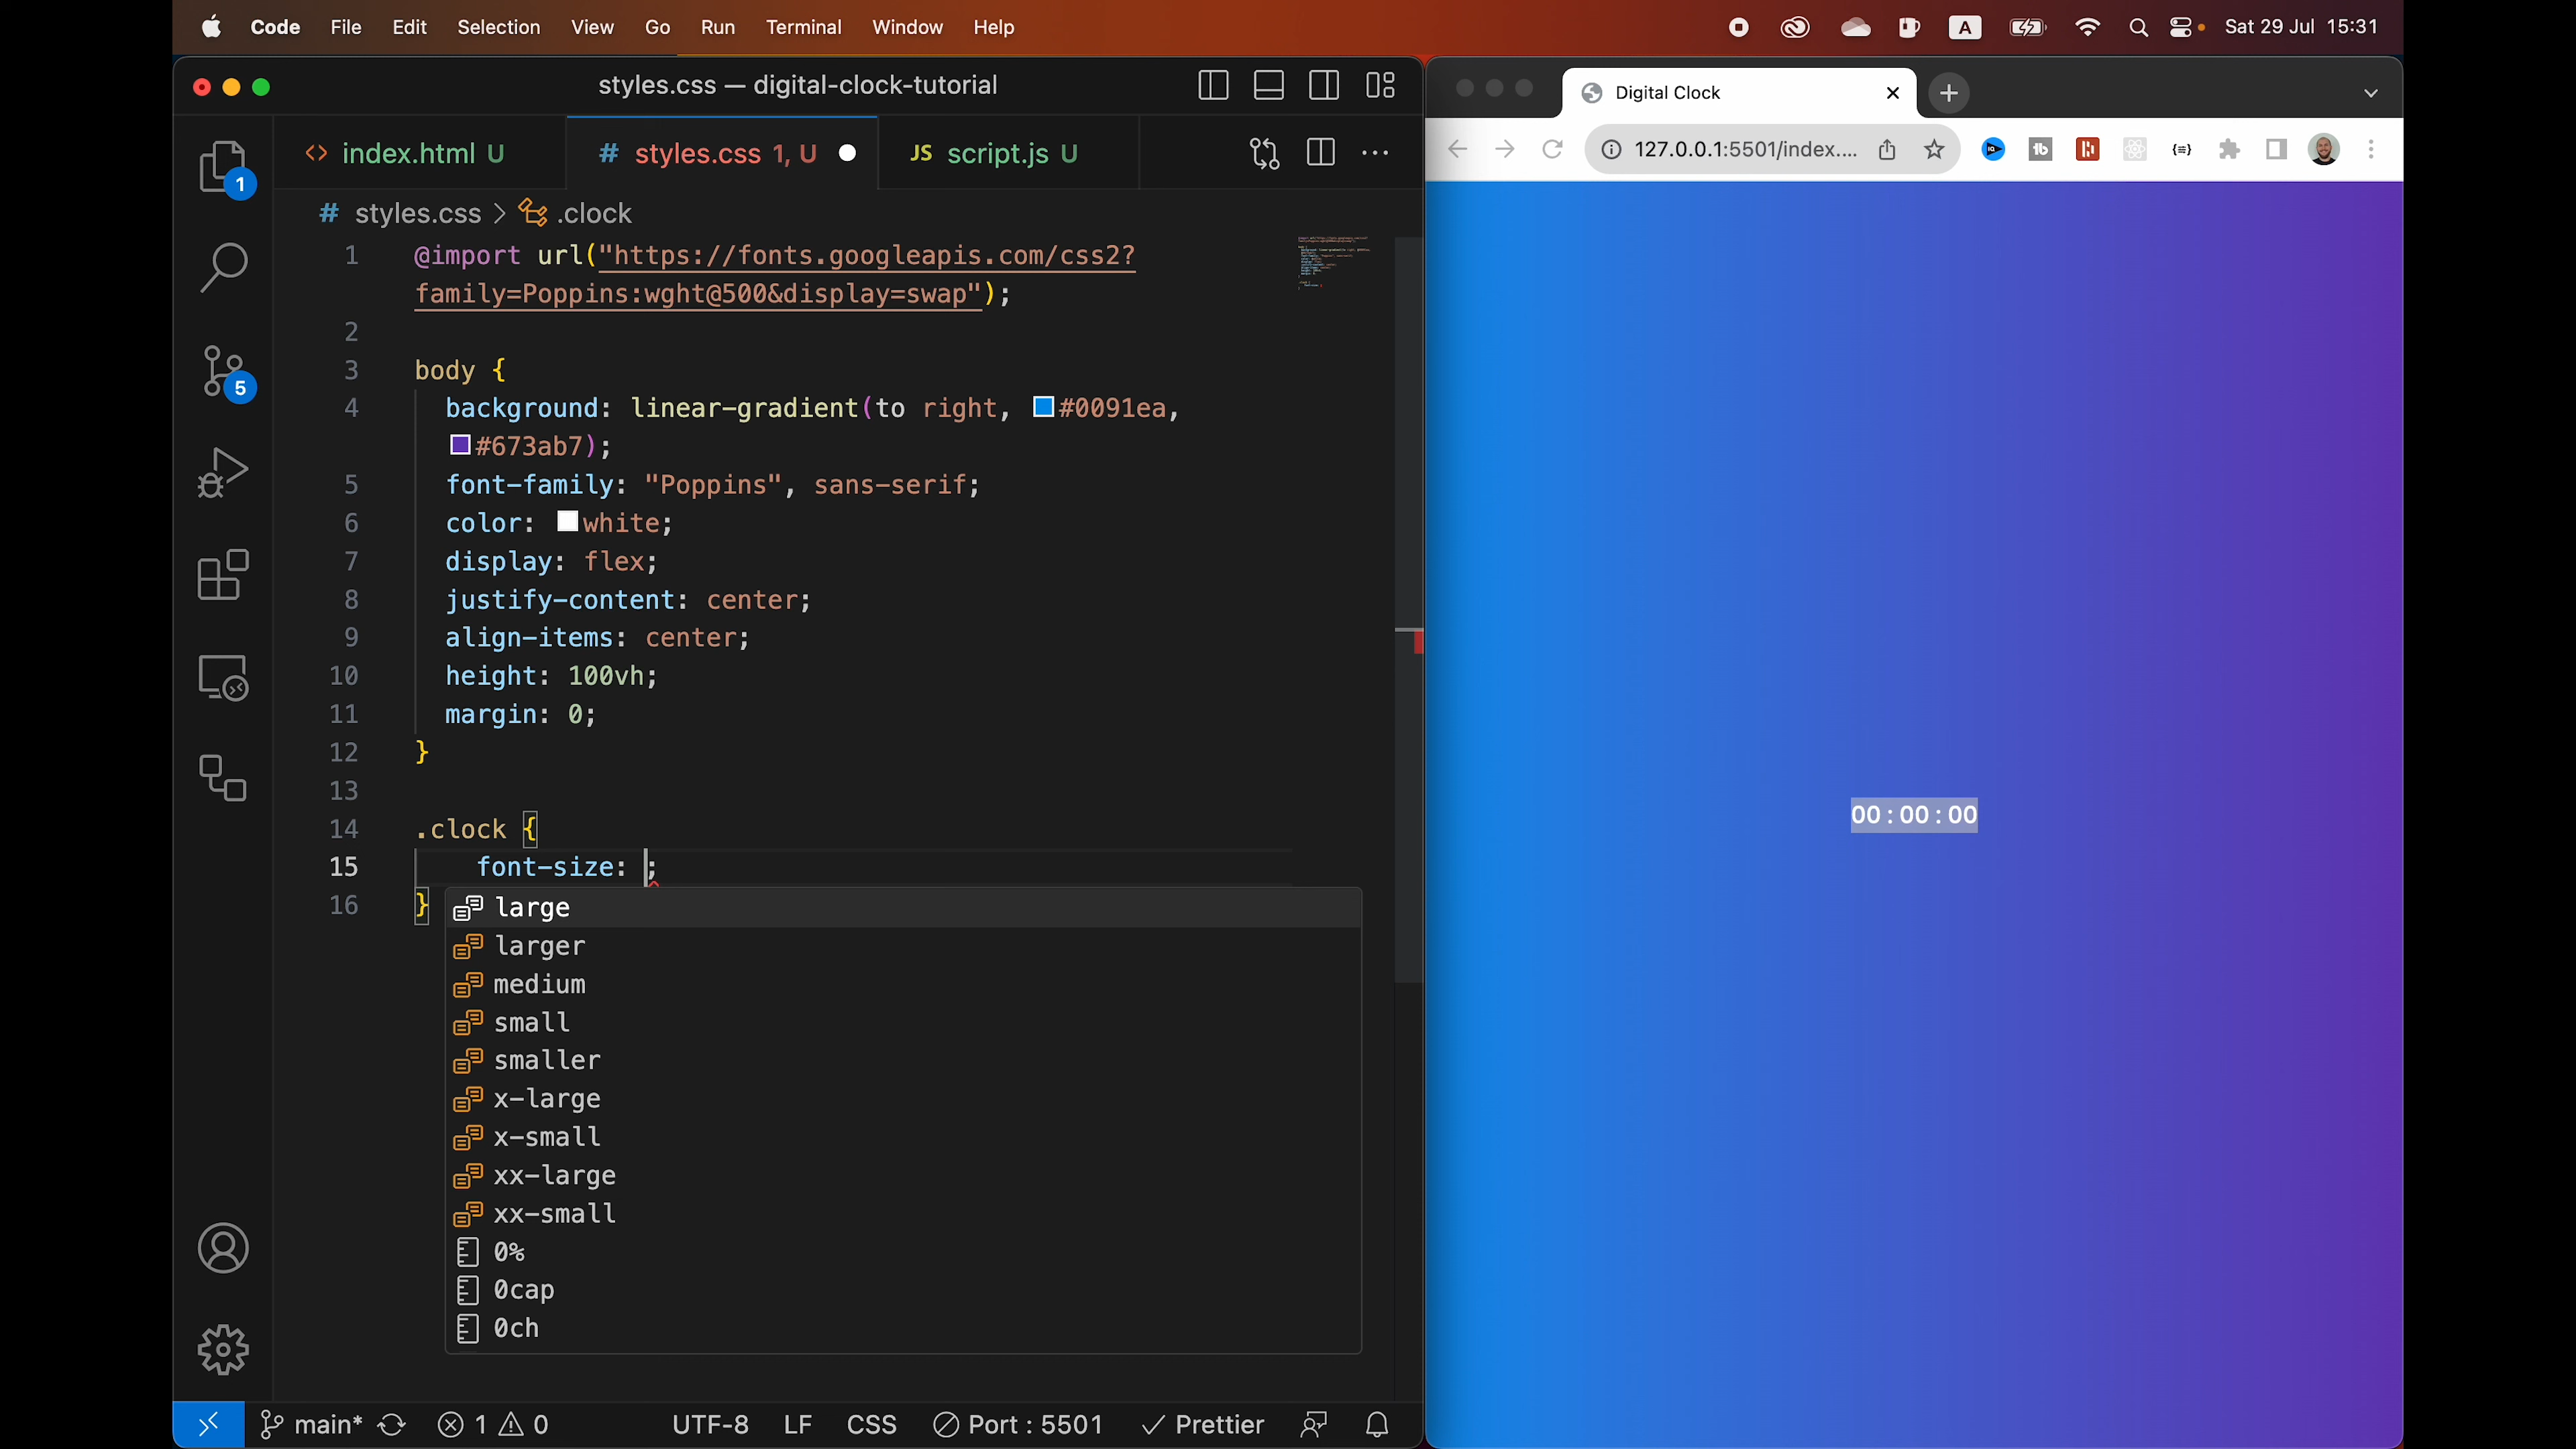 Code File Edit Selection View Go Run Terminal Window Help A Sat 29 Jul 15:31
styles.css — digital-clock-tutorial
index.html U # styles.css 1, U JS script.js U
# styles.css > .clock
1 @import url("https://fonts.googleapis.com/css2?
family=Poppins:wght@500&display=swap");
2
3 body {
4 background: linear-gradient(to right, #0091ea,
#673ab7);
5 font-family: "Poppins", sans-serif;
6 color: white;
7 display: flex;
8 justify-content: center;
9 align-items: center;
10 height: 100vh;
11 margin: 0;
12 }
13
14 .clock {
15 font-size: ;
16 }
large
larger
medium
small
smaller
x-large
x-small
xx-large
xx-small
0%
0cap
0ch
1
5
main* 1 0 UTF-8 LF CSS Port : 5501 Prettier
Digital Clock
127.0.0.1:5501/index....
00:00:00